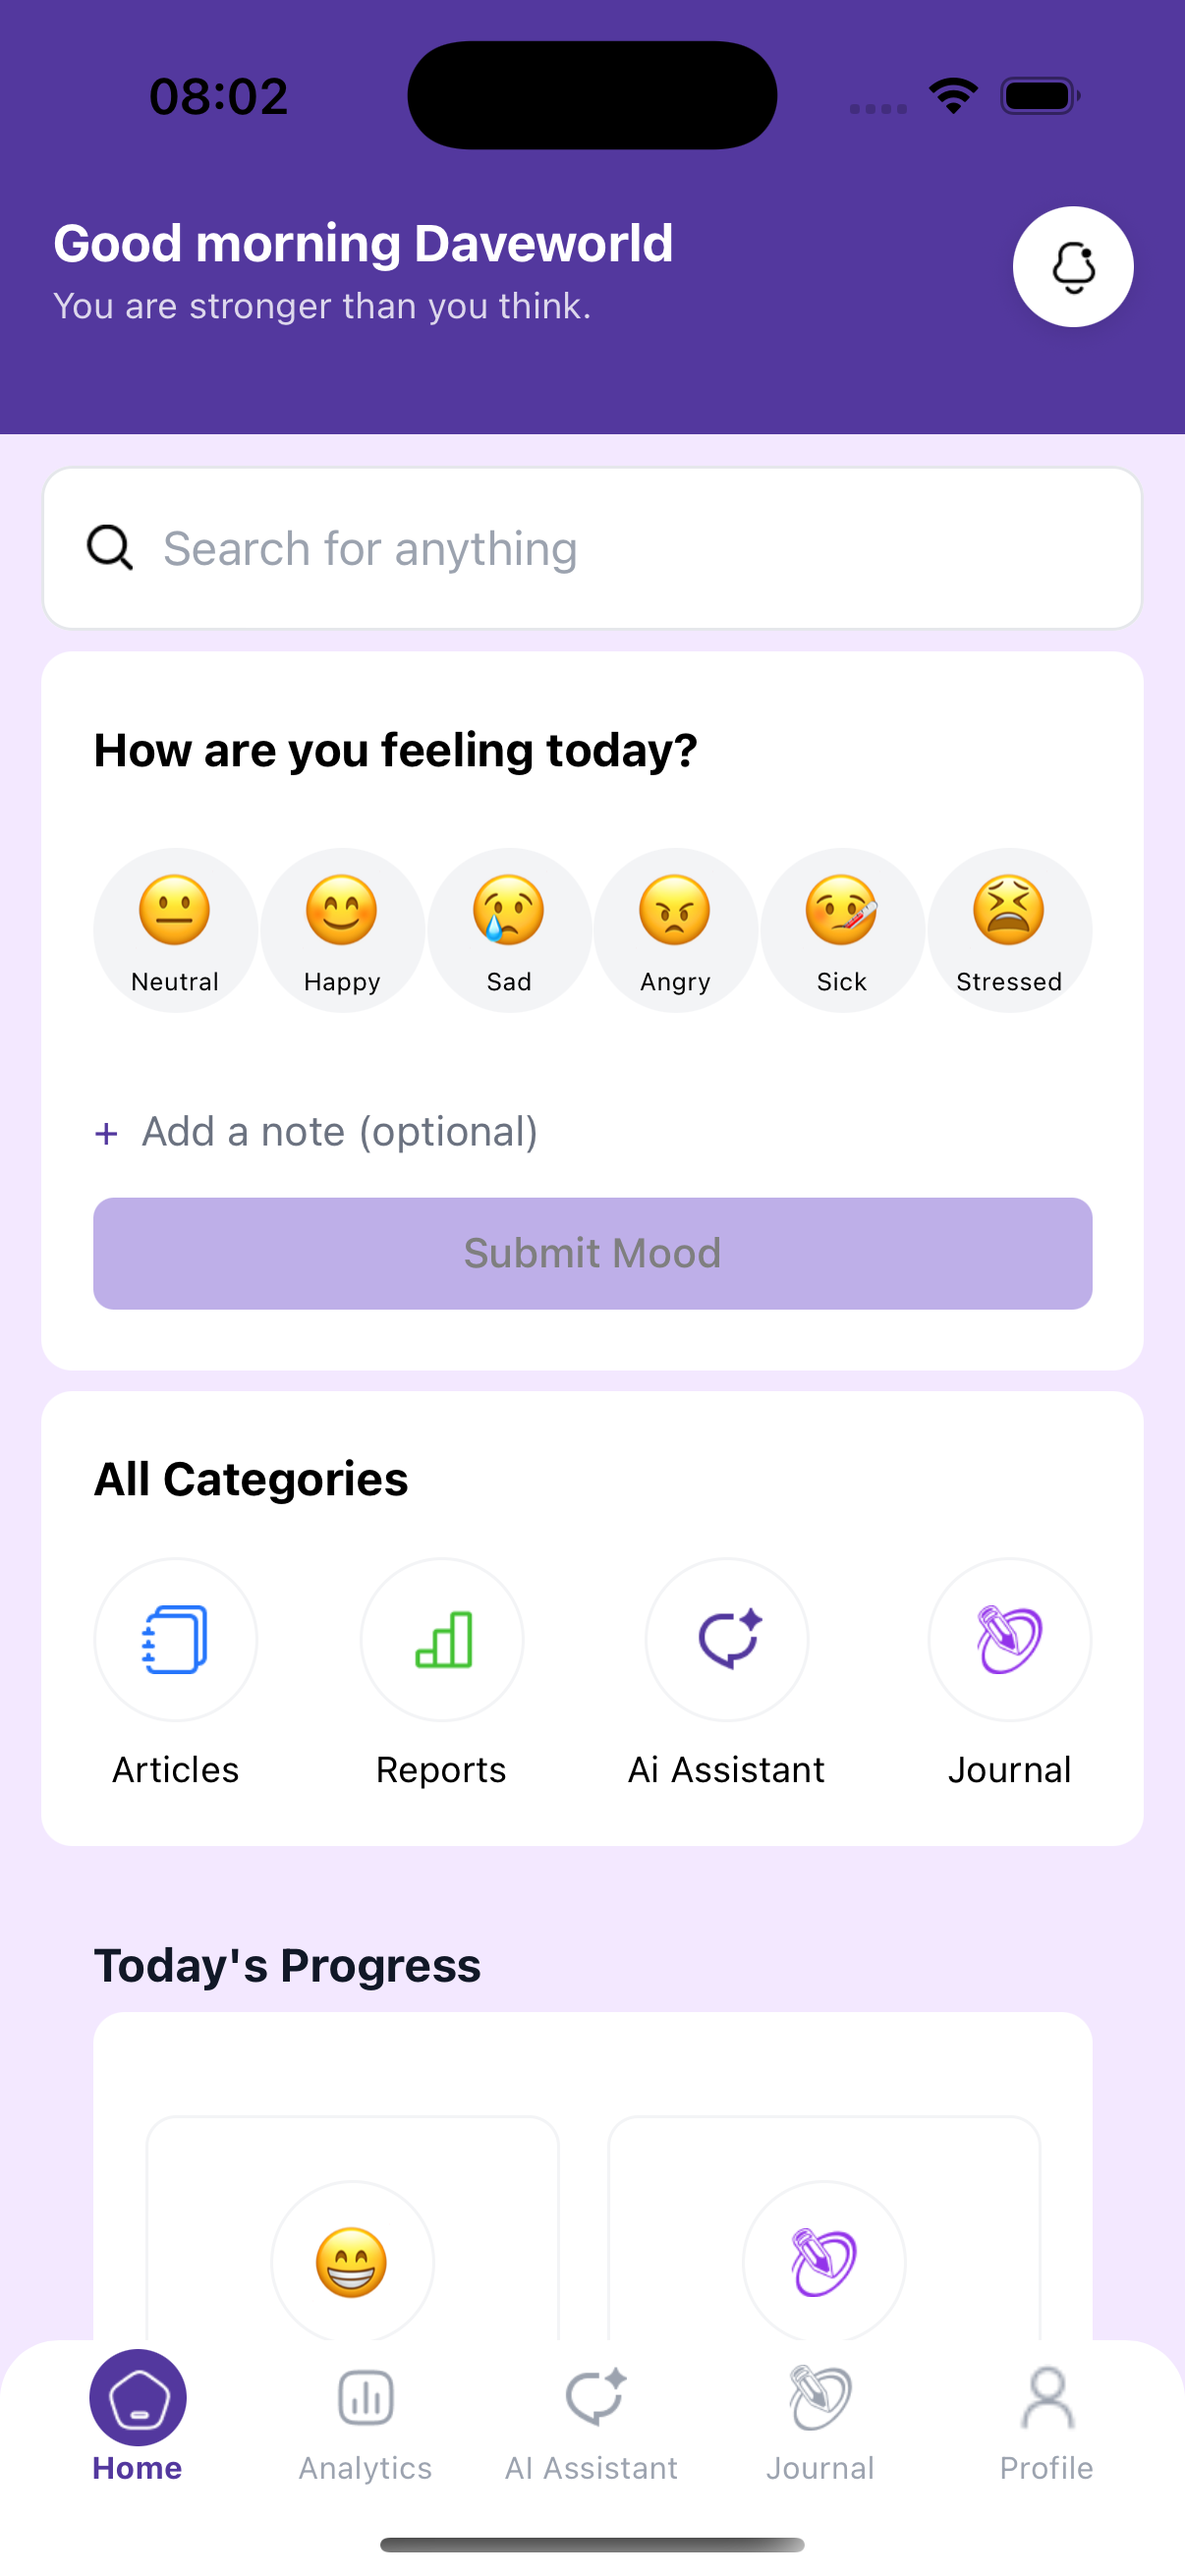 08:02
Good morning Daveworld
You are stronger than you think.
Search for anything
How are you feeling today?
Neutral Happy Sad Angry Sick Stressed
+ Add a note (optional)
Submit Mood
All Categories
Articles Reports Ai Assistant Journal
Today's Progress
Home Analytics AI Assistant Journal Profile